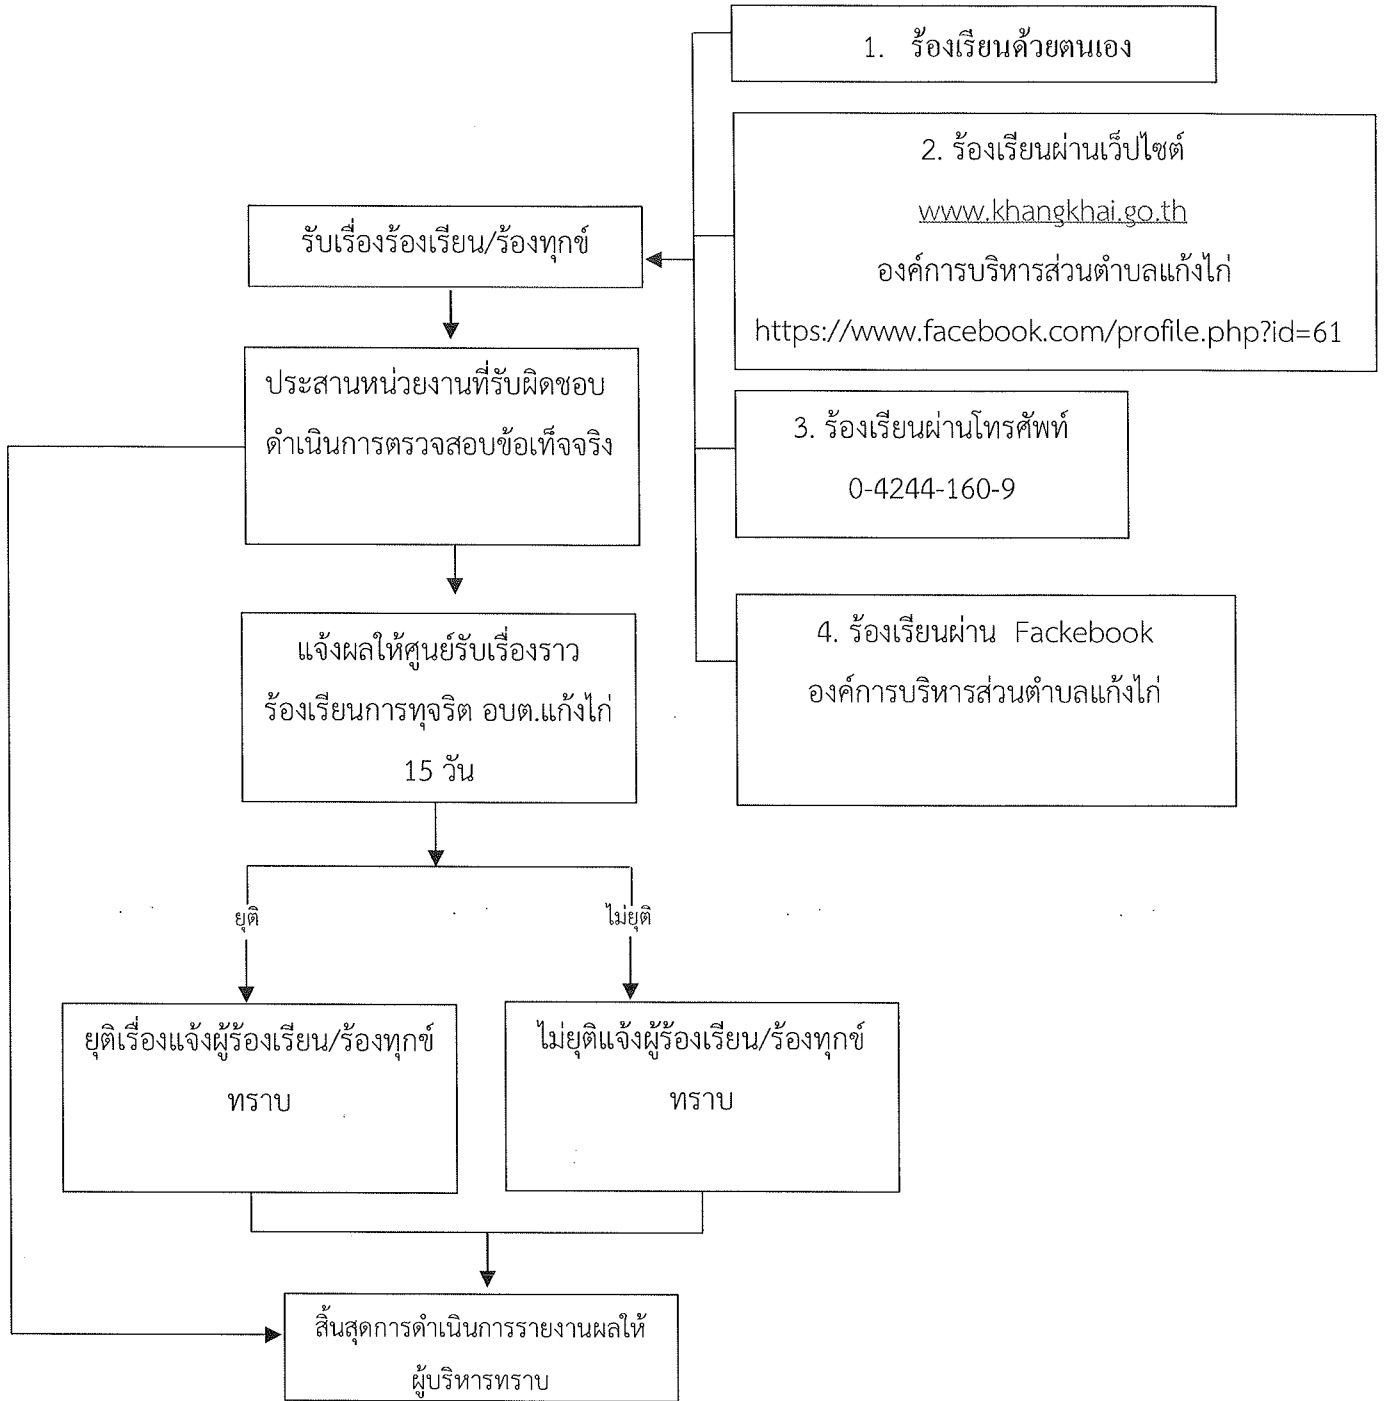 1. ร้องเรียนด้วยตนเอง
2. ร้องเรียนผ่านเว็ปไซต์
www.khangkhai.go.th
องค์การบริหารส่วนตำบลแก้งไก่
https://www.facebook.com/profile.php?id=61
รับเรื่องร้องเรียน/ร้องทุกข์
ประสานหน่วยงานที่รับผิดชอบ
ดำเนินการตรวจสอบข้อเท็จจริง
3. ร้องเรียนผ่านโทรศัพท์
0-4244-160-9
แจ้งผลให้ศูนย์รับเรื่องราว
ร้องเรียนการทุจริต อบต.แก้งไก่
15 วัน
4. ร้องเรียนผ่าน Fackebook
องค์การบริหารส่วนตำบลแก้งไก่
ยุติ
ไม่ยุติ
ยุติเรื่องแจ้งผู้ร้องเรียน/ร้องทุกข์
ทราบ
ไม่ยุติแจ้งผู้ร้องเรียน/ร้องทุกข์
ทราบ
สิ้นสุดการดำเนินการรายงานผลให้
ผู้บริหารทราบ